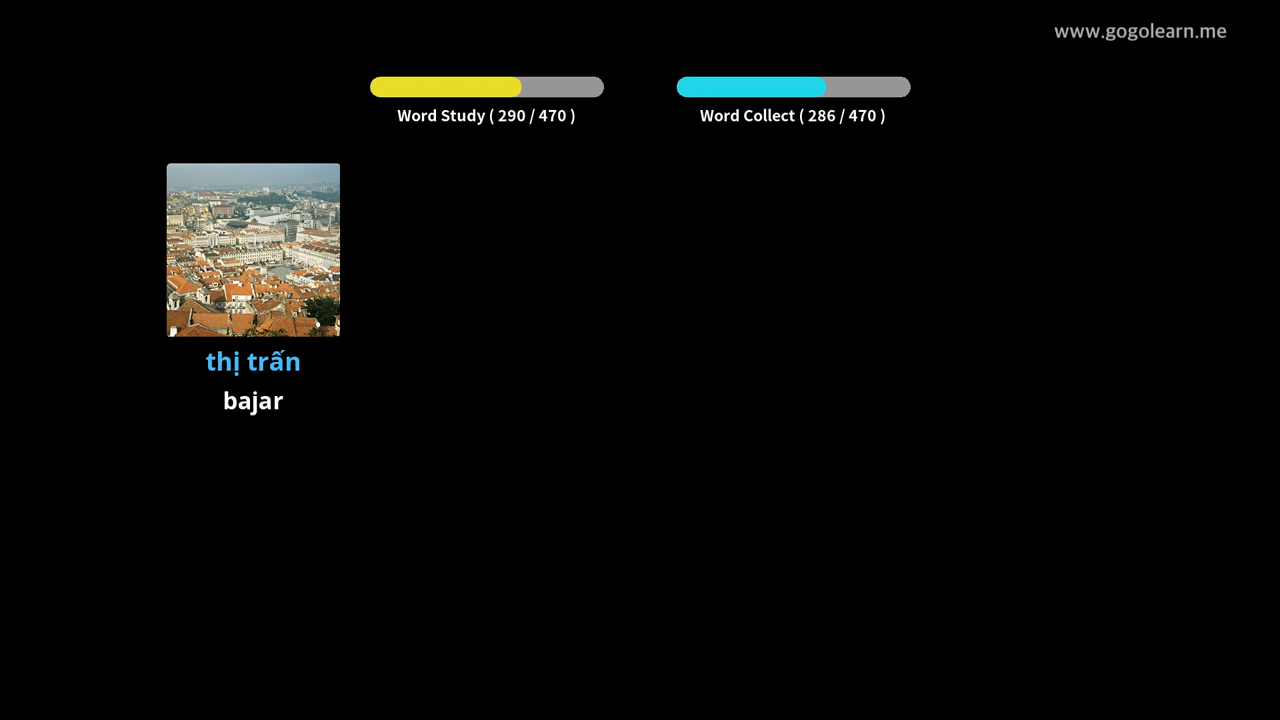 www.gogolearn.me
Word Study ( 290 / 470 )
Word Collect ( 286 / 470 )
thị trấn
bajar